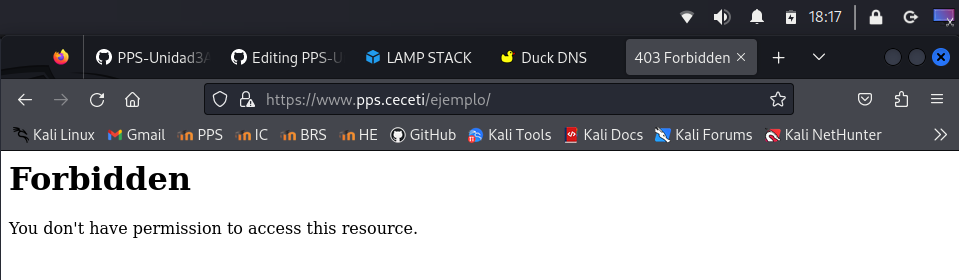 18:17
PPS-Unidad3A Editing PPS-U LAMP STACK Duck DNS 403 Forbidden
https://www.pps.ceceti/ejemplo/
Kali Linux Gmail PPS IC BRS HE GitHub 11 Kali Tools Kali Docs Kali Forums Kali NetHunter
Forbidden
You don't have permission to access this resource.